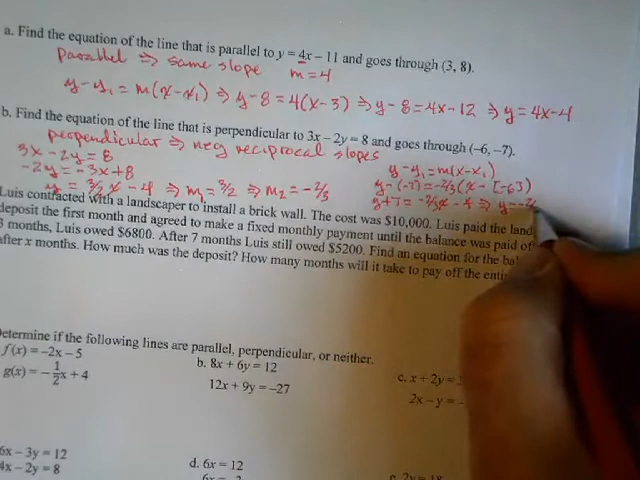 a. Find the equation of the line that is parallel to y = 4x – 11 and goes through (3, 8).
parallel ⇒ same slope m = 4
y - y₁ = m(x - x₁) ⇒ y - 8 = 4(x - 3) ⇒ y - 8 = 4x - 12 ⇒ y = 4x - 4
b. Find the equation of the line that is perpendicular to 3x – 2y = 8 and goes through (–6, –7).
perpendicular ⇒ neg reciprocal slopes
3x - 2y = 8
-2y = -3x + 8
y = 3/2 x - 4 ⇒ m₁ = 3/2 ⇒ m₂ = -2/3
y - y₁ = m(x - x₁)
y - (-7) = -2/3(x - [-6])
y + 7 = -2/3x - 4 ⇒ y = -2/
Luis contracted with a landscaper to install a brick wall. The cost was $10,000. Luis paid the land
deposit the first month and agreed to make a fixed monthly payment until the balance was paid of
3 months, Luis owed $6800. After 7 months Luis still owed $5200. Find an equation for the ba
after x months. How much was the deposit? How many months will it take to pay off the enti
Determine if the following lines are parallel, perpendicular, or neither.
f(x) = –2x – 5
g(x) = –1/2x + 4
b. 8x + 6y = 12
12x + 9y = –27
c. x + 2y =
2x – y = –
6x – 3y = 12
4x – 2y = 8
d. 6x = 12